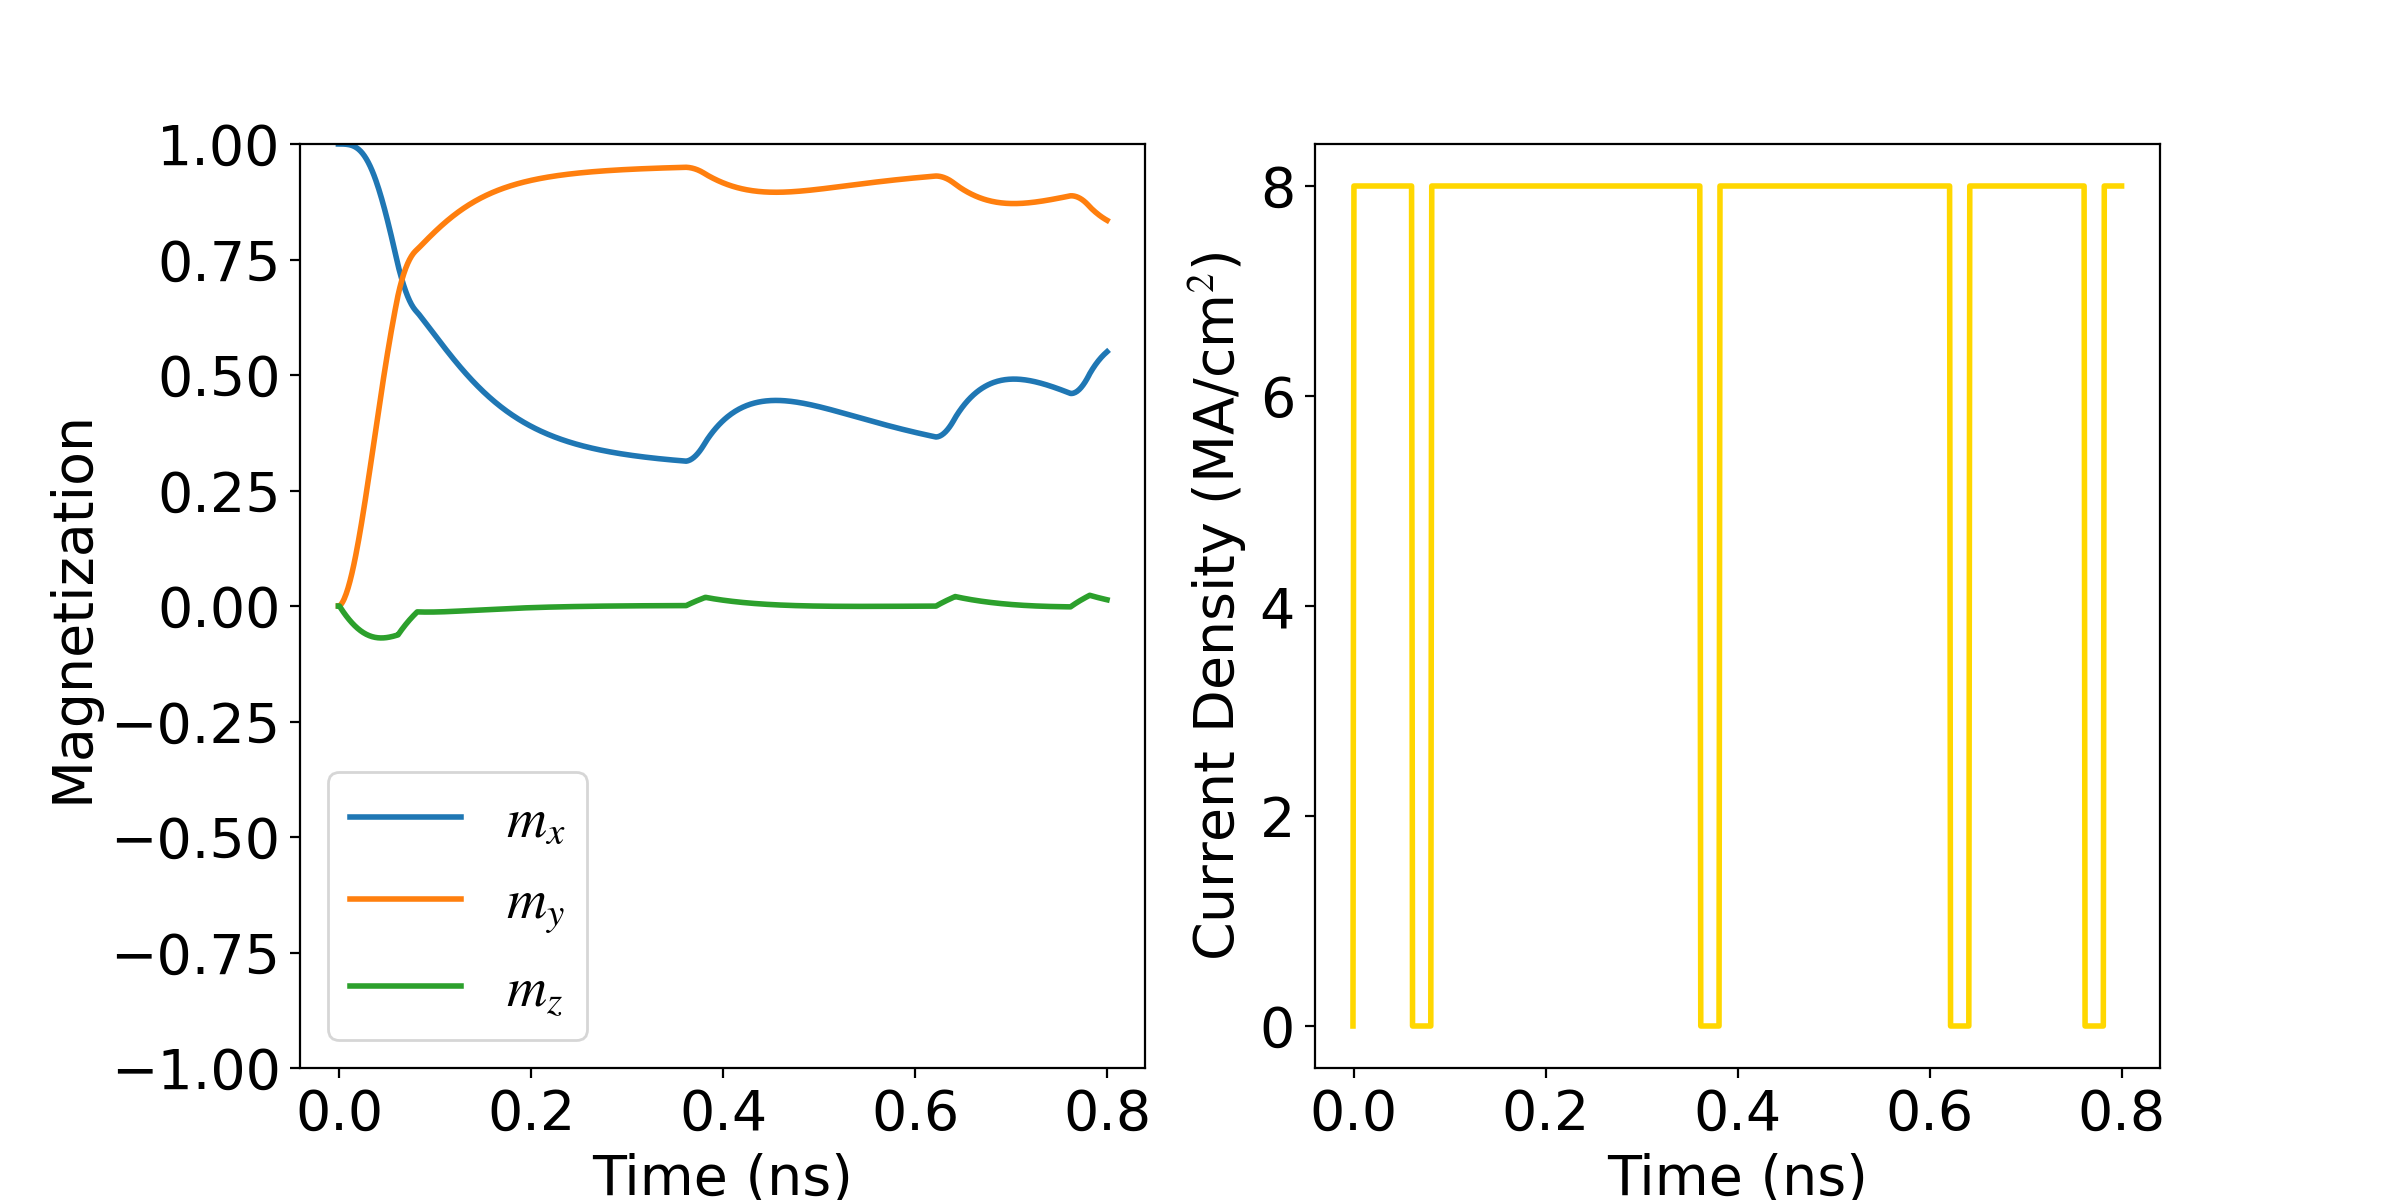 Magnetization
1.00
0.75
0.50
0.25
0.00
−0.25
−0.50
−0.75
−1.00
0.0 0.2 0.4 0.6 0.8
Time (ns)
m_x
m_y
m_z
Current Density (MA/cm²)
8
6
4
2
0
0.0 0.2 0.4 0.6 0.8
Time (ns)